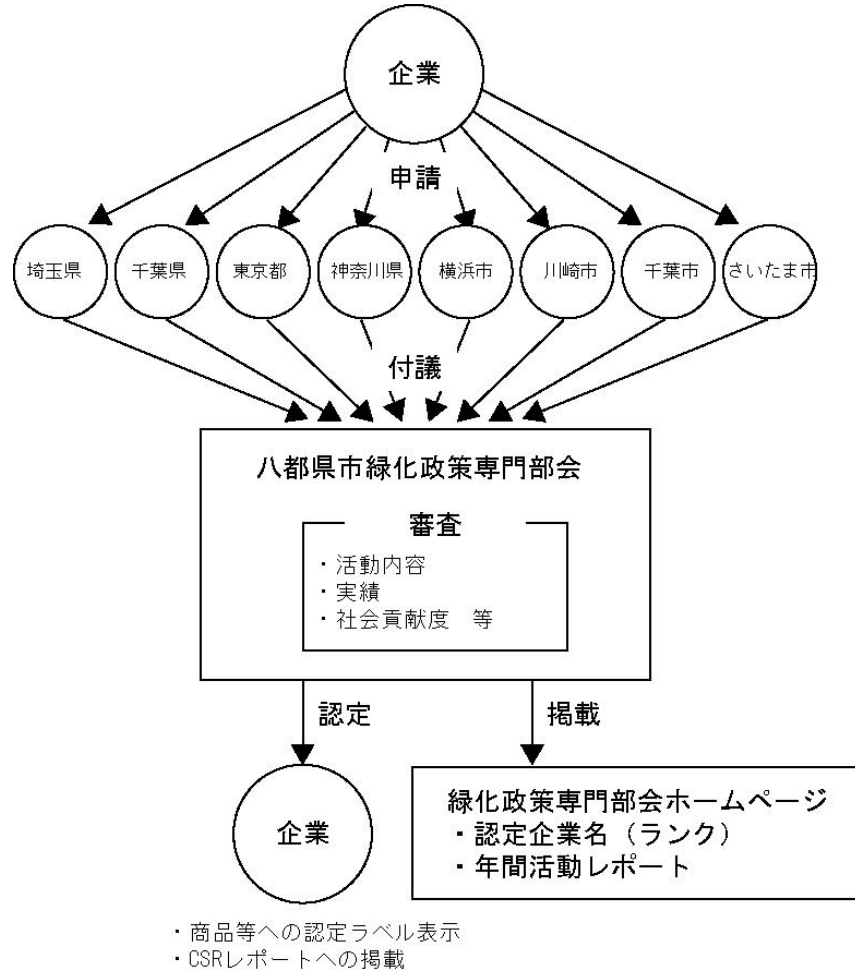 企業
申請
埼玉県
千葉県
東京都
神奈川県
横浜市
川崎市
千葉市
さいたま市
付議
八都県市緑化政策専門部会
審査
・活動内容
・実績
・社会貢献度　等
認定
掲載
企業
緑化政策専門部会ホームページ
・認定企業名（ランク）
・年間活動レポート
・商品等への認定ラベル表示
・CSRレポートへの掲載